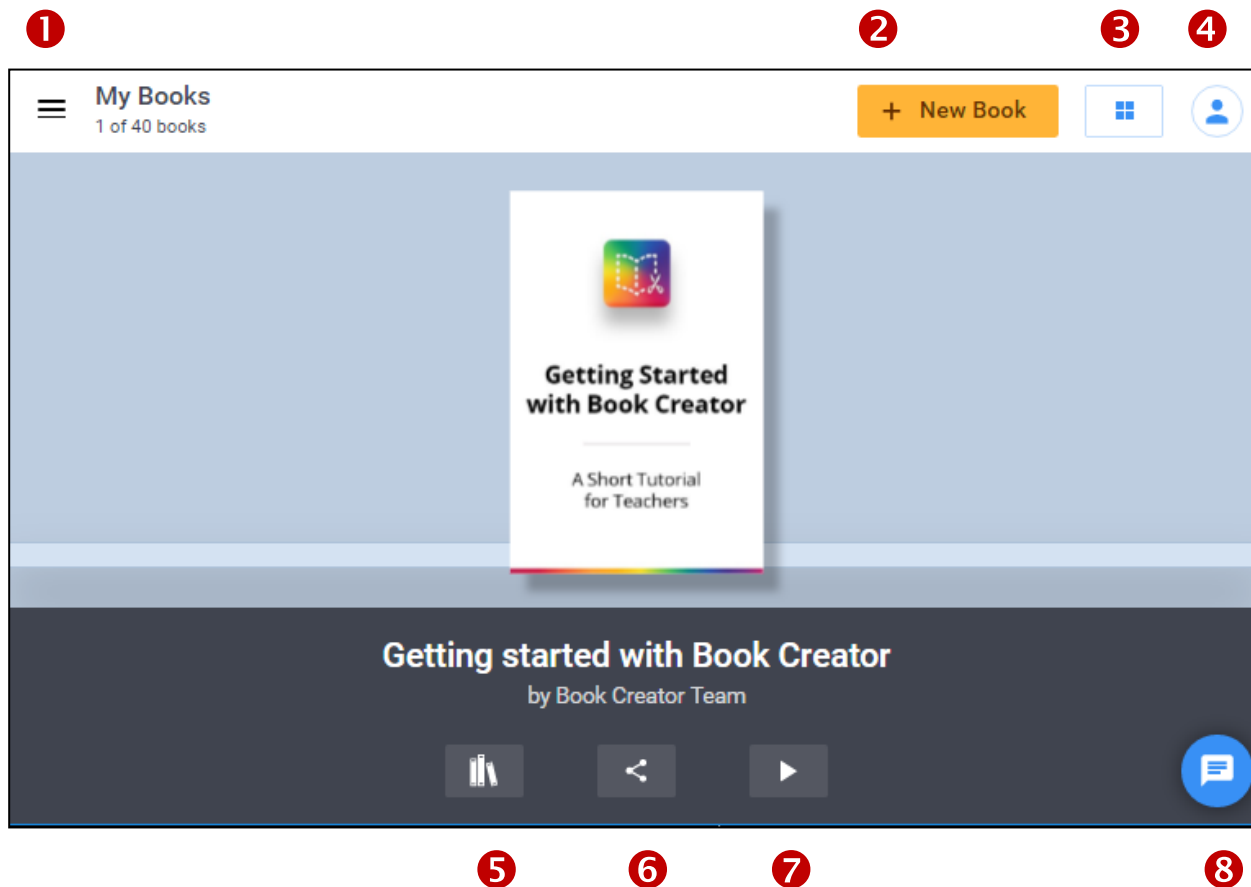 1
2
3
4
My Books
1 of 40 books
+ New Book
Getting Started
with Book Creator
A Short Tutorial
for Teachers
Getting started with Book Creator
by Book Creator Team
5
6
7
8